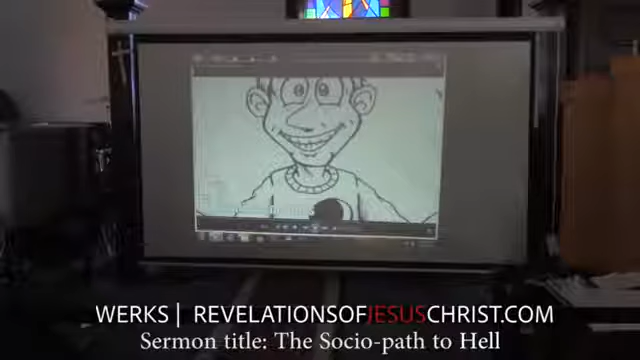 WERKS | REVELATIONSOFJESUSCHRIST.COM
Sermon title: The Socio-path to Hell